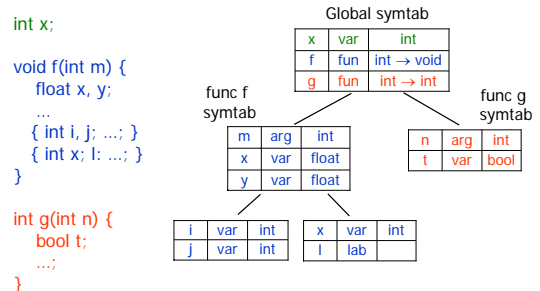 int x;
void f(int m) {
float x, y;
...
{ int i, j; ...; }
{ int x; l: ...; }
}
int g(int n) {
bool t;
...;
}
Global symtab
x var int
f fun int → void
g fun int → int
func f
symtab
m arg int
x var float
y var float
func g
symtab
n arg int
t var bool
i var int
j var int
x var int
l lab